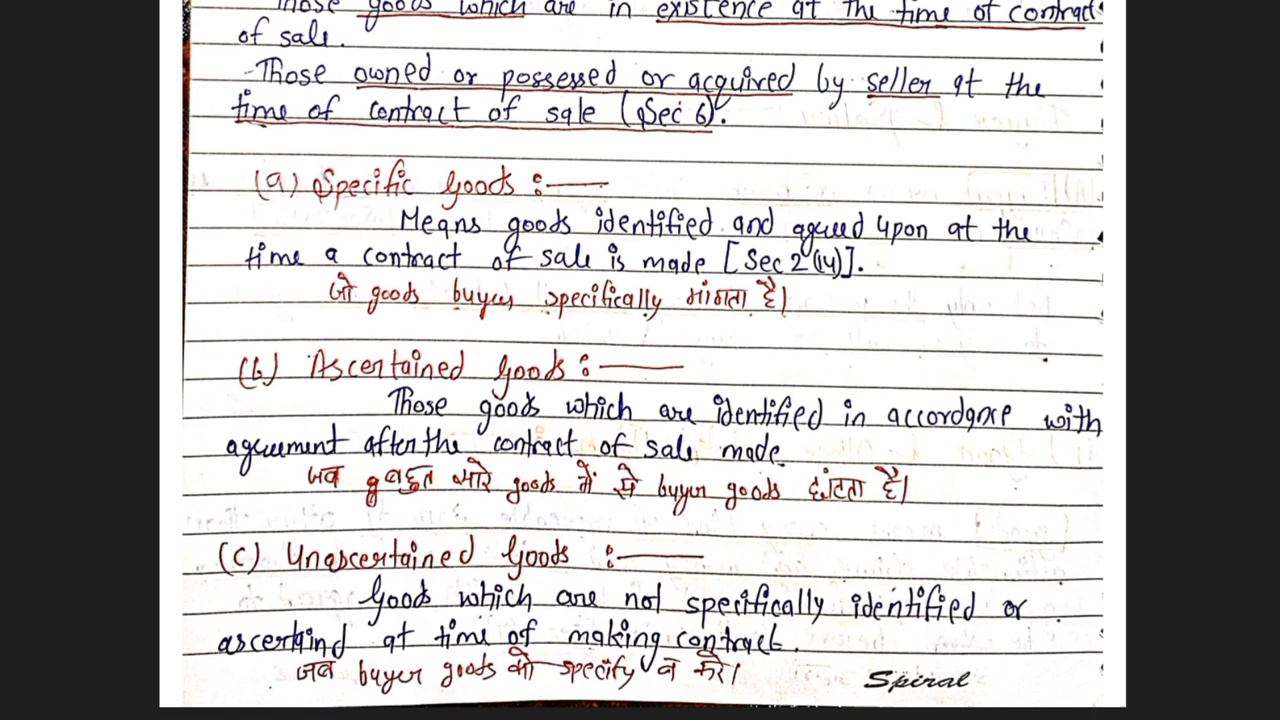 Those goods which are in existence at the time of contract
of sale.
-Those owned or possessed or acquired by seller at the
time of contract of sale (Sec 6).
(a) Specific Goods :—
Means goods identified and agreed upon at the
time a contract of sale is made [Sec 2 (14)].
जो goods buyer specifically मांगता है।
(b) Ascertained Goods :—
Those goods which are identified in accordance with
agreement after the contract of sale made.
जब बहुत सारे goods में से buyer goods छांटता है।
(c) Unascertained Goods :—
Goods which are not specifically identified or
ascertaind at time of making contract.
जब buyer goods को specify न करे।
Spiral